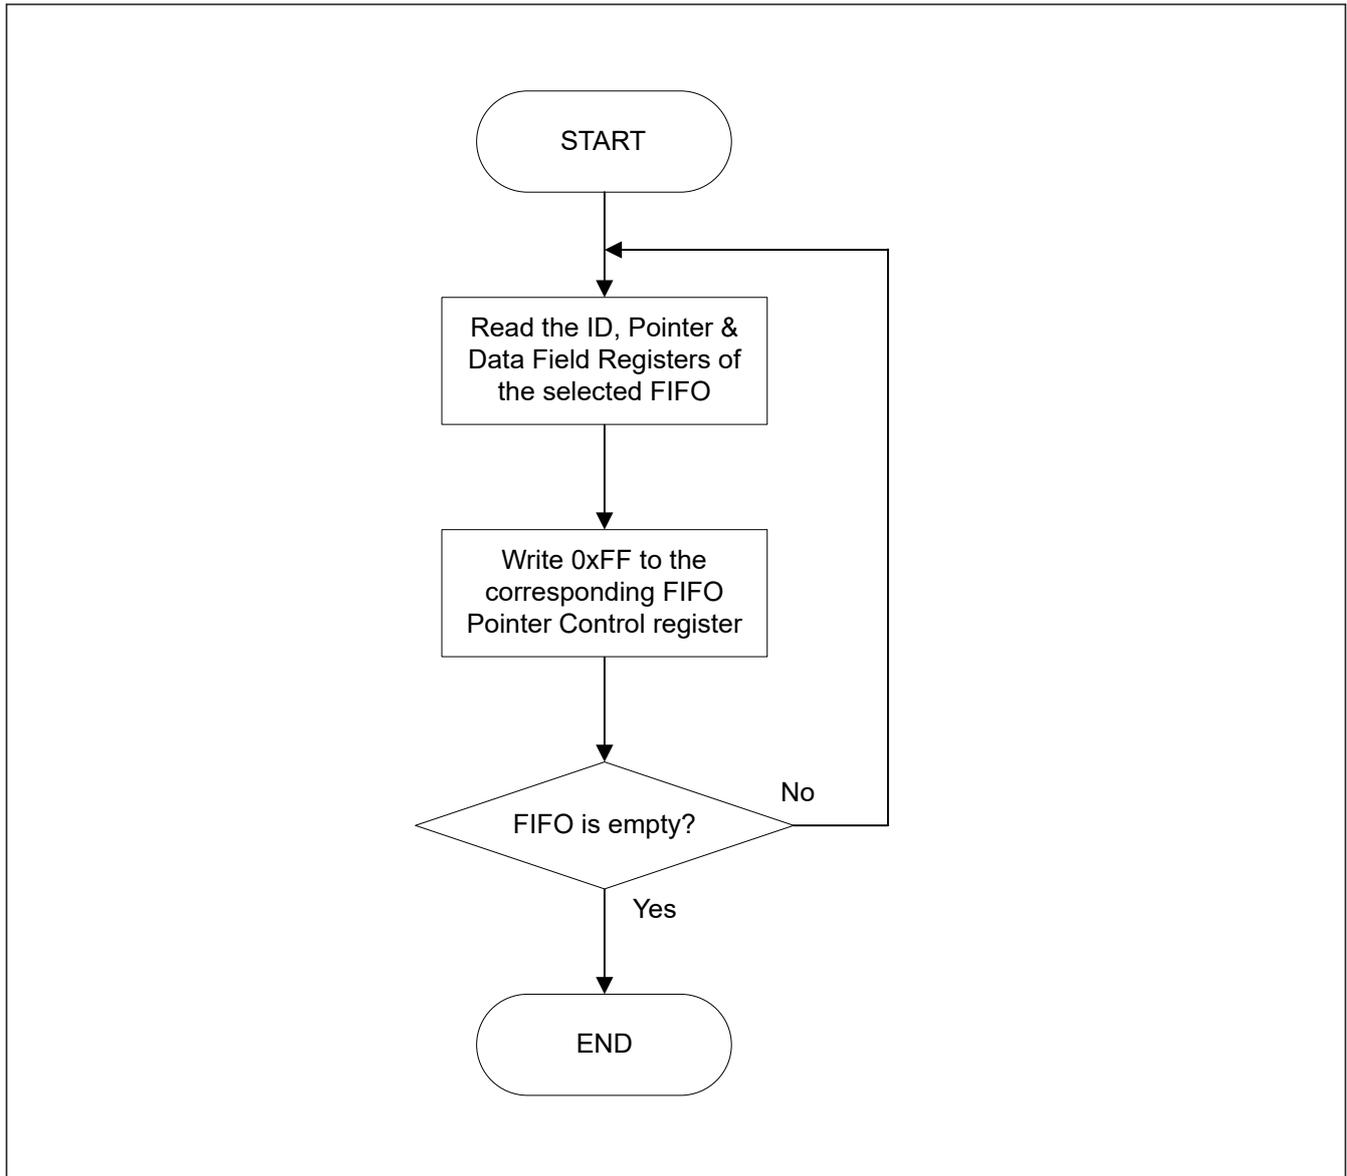 START
Read the ID, Pointer &
Data Field Registers of
the selected FIFO
Write 0xFF to the
corresponding FIFO
Pointer Control register
No
FIFO is empty?
Yes
END